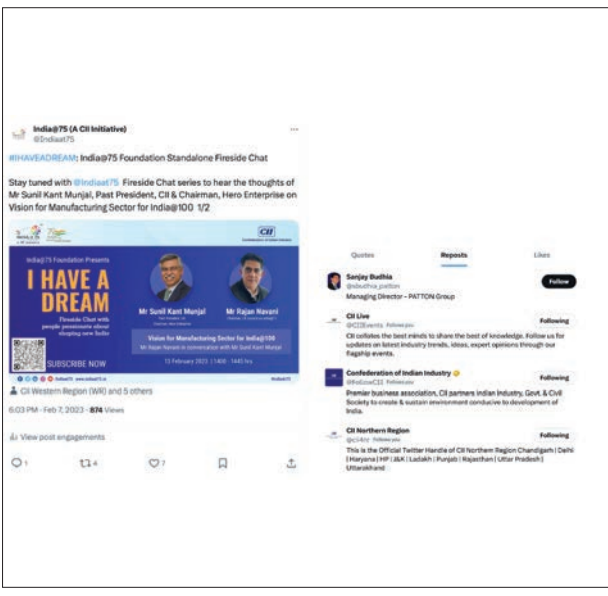 India@75 (A CII Initiative)
@Indiaat75
#IHAVEADREAM: India@75 Foundation Standalone Fireside Chat
Stay tuned with @Indiaat75 Fireside Chat series to hear the thoughts of
Mr Sunil Kant Munjal, Past President, CII & Chairman, Hero Enterprise on
Vision for Manufacturing Sector for India@100 1/2
CII
India@75 Foundation Presents
I HAVE A
DREAM
Fireside Chat with
people passionate about
shaping new India
SUBSCRIBE NOW
Mr Sunil Kant Munjal
Mr Rajan Navani
Vision for Manufacturing Sector for India@100
Mr Rajan Navani in conversation with Mr Sunil Kant Munjal
13 February 2023 | 1400 - 1445 hrs
CII Western Region (WR) and 5 others
6:03 PM · Feb 7, 2023 · 874 Views
View post engagements
1
4
7
Quotes
Reposts
Likes
Sanjay Budhia
@sbudhia_patton
Managing Director - PATTON Group
Follow
CII Live
@CIIEvents Follows you
Following
CII collates the best minds to share the best of knowledge. Follow us for
updates on latest industry trends, ideas, expert opinions through our
flagship events.
Confederation of Indian Industry
@FollowCII Follows you
Following
Premier business association, CII partners Indian Industry, Govt. & Civil
Society to create & sustain environment conducive to development of
India.
CII Northern Region
Follows you
Following
This is the Official Twitter Handle of CII Northern Region Chandigarh | Delhi
| Haryana | HP | J&K | Ladakh | Punjab | Rajasthan | Uttar Pradesh |
Uttarakhand